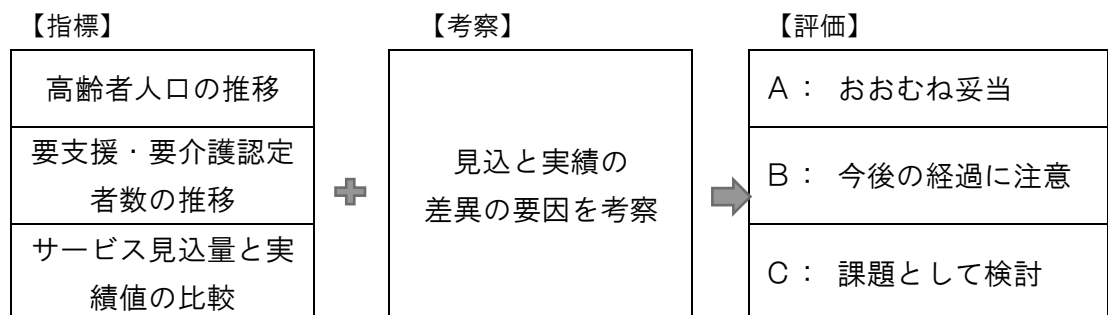 【指標】
高齢者人口の推移
要支援・要介護認定
者数の推移
サービス見込量と実
績値の比較
【考察】
見込と実績の
差異の要因を考察
【評価】
A： おおむね妥当
B： 今後の経過に注意
C： 課題として検討